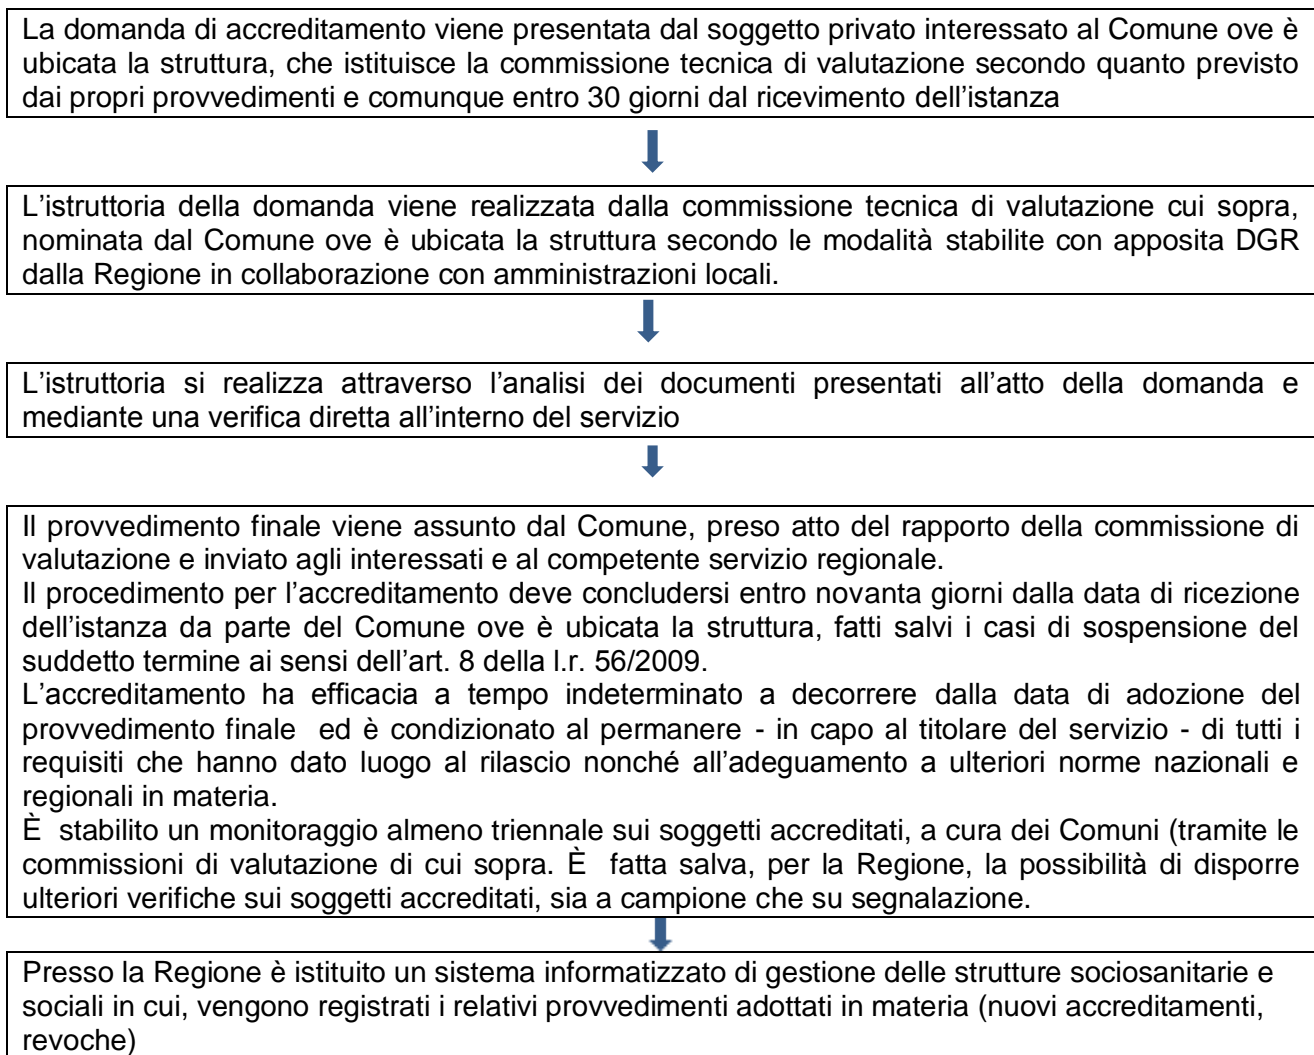 La domanda di accreditamento viene presentata dal soggetto privato interessato al Comune ove è
ubicata la struttura, che istituisce la commissione tecnica di valutazione secondo quanto previsto
dai propri provvedimenti e comunque entro 30 giorni dal ricevimento dell’istanza
L’istruttoria della domanda viene realizzata dalla commissione tecnica di valutazione cui sopra,
nominata dal Comune ove è ubicata la struttura secondo le modalità stabilite con apposita DGR
dalla Regione in collaborazione con amministrazioni locali.
L’istruttoria si realizza attraverso l’analisi dei documenti presentati all’atto della domanda e
mediante una verifica diretta all’interno del servizio
Il provvedimento finale viene assunto dal Comune, preso atto del rapporto della commissione di
valutazione e inviato agli interessati e al competente servizio regionale.
Il procedimento per l’accreditamento deve concludersi entro novanta giorni dalla data di ricezione
dell’istanza da parte del Comune ove è ubicata la struttura, fatti salvi i casi di sospensione del
suddetto termine ai sensi dell’art. 8 della l.r. 56/2009.
L’accreditamento ha efficacia a tempo indeterminato a decorrere dalla data di adozione del
provvedimento finale ed è condizionato al permanere - in capo al titolare del servizio - di tutti i
requisiti che hanno dato luogo al rilascio nonché all’adeguamento a ulteriori norme nazionali e
regionali in materia.
È stabilito un monitoraggio almeno triennale sui soggetti accreditati, a cura dei Comuni (tramite le
commissioni di valutazione di cui sopra. È fatta salva, per la Regione, la possibilità di disporre
ulteriori verifiche sui soggetti accreditati, sia a campione che su segnalazione.
Presso la Regione è istituito un sistema informatizzato di gestione delle strutture sociosanitarie e
sociali in cui, vengono registrati i relativi provvedimenti adottati in materia (nuovi accreditamenti,
revoche)